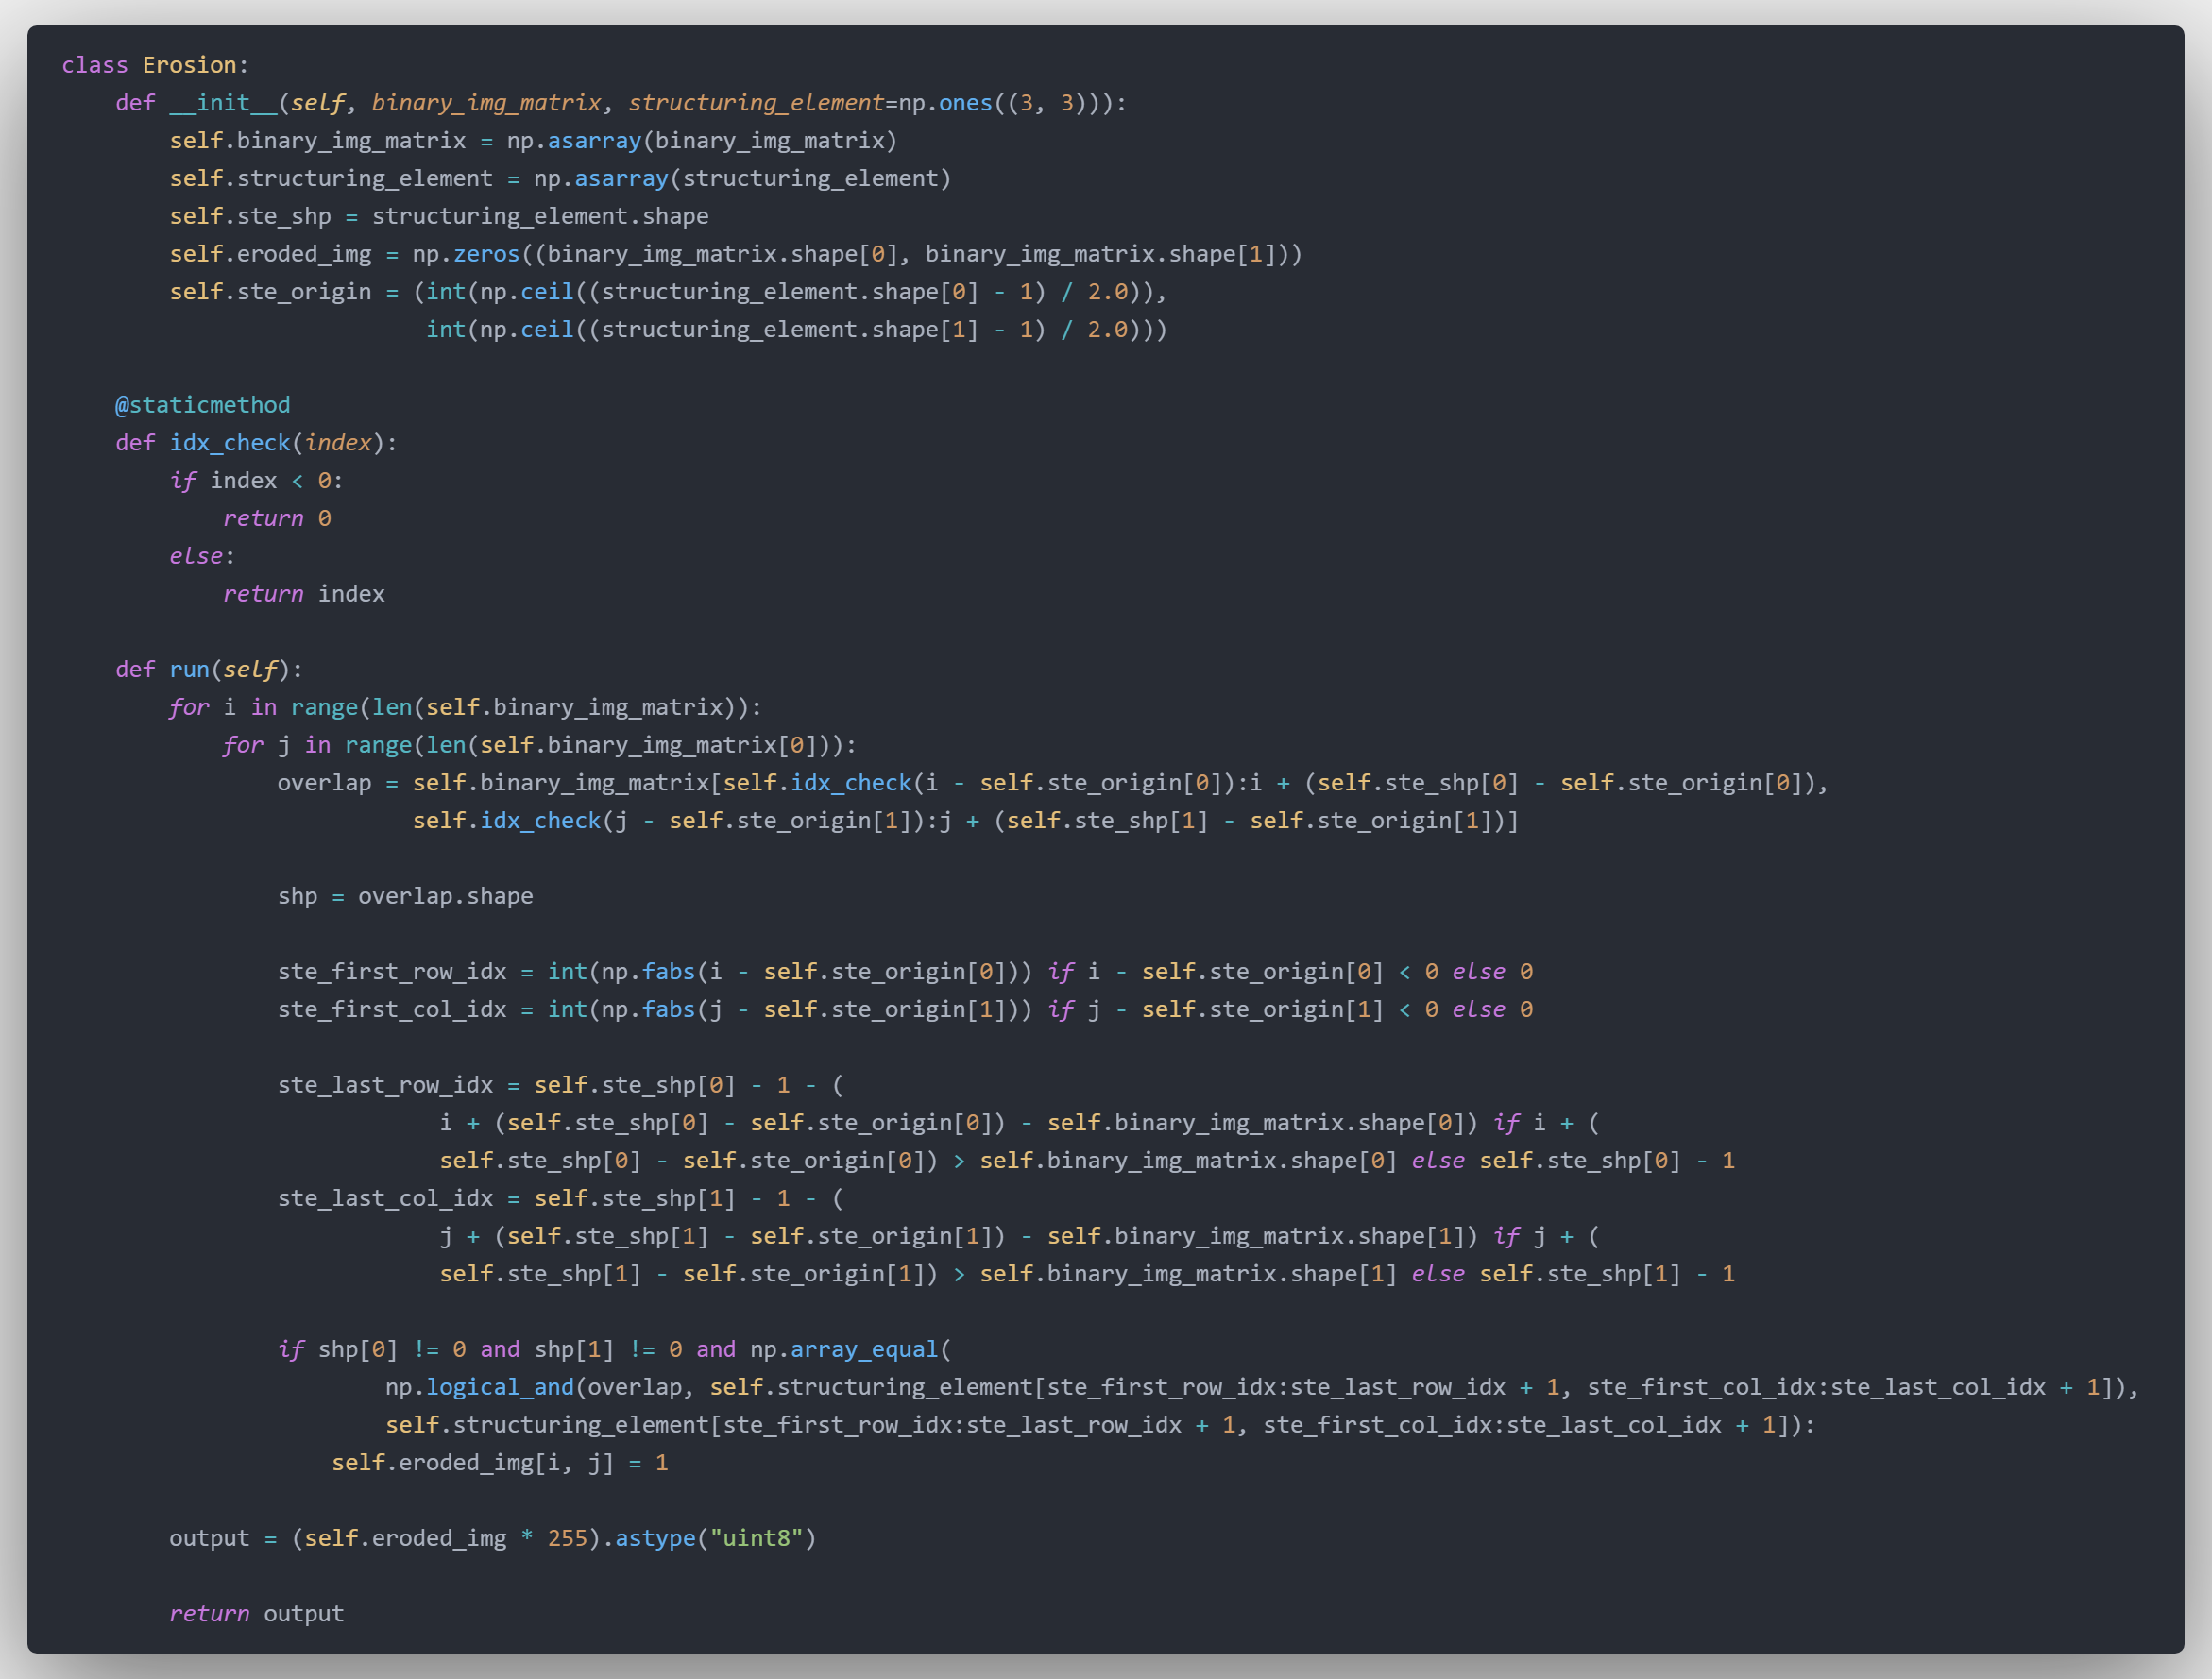 class Erosion:
    def __init__(self, binary_img_matrix, structuring_element=np.ones((3, 3))):
        self.binary_img_matrix = np.asarray(binary_img_matrix)
        self.structuring_element = np.asarray(structuring_element)
        self.ste_shp = structuring_element.shape
        self.eroded_img = np.zeros((binary_img_matrix.shape[0], binary_img_matrix.shape[1]))
        self.ste_origin = (int(np.ceil((structuring_element.shape[0] - 1) / 2.0)),
                           int(np.ceil((structuring_element.shape[1] - 1) / 2.0)))

    @staticmethod
    def idx_check(index):
        if index < 0:
            return 0
        else:
            return index

    def run(self):
        for i in range(len(self.binary_img_matrix)):
            for j in range(len(self.binary_img_matrix[0])):
                overlap = self.binary_img_matrix[self.idx_check(i - self.ste_origin[0]):i + (self.ste_shp[0] - self.ste_origin[0]),
                          self.idx_check(j - self.ste_origin[1]):j + (self.ste_shp[1] - self.ste_origin[1])]

                shp = overlap.shape

                ste_first_row_idx = int(np.fabs(i - self.ste_origin[0])) if i - self.ste_origin[0] < 0 else 0
                ste_first_col_idx = int(np.fabs(j - self.ste_origin[1])) if j - self.ste_origin[1] < 0 else 0

                ste_last_row_idx = self.ste_shp[0] - 1 - (
                            i + (self.ste_shp[0] - self.ste_origin[0]) - self.binary_img_matrix.shape[0]) if i + (
                            self.ste_shp[0] - self.ste_origin[0]) > self.binary_img_matrix.shape[0] else self.ste_shp[0] - 1
                ste_last_col_idx = self.ste_shp[1] - 1 - (
                            j + (self.ste_shp[1] - self.ste_origin[1]) - self.binary_img_matrix.shape[1]) if j + (
                            self.ste_shp[1] - self.ste_origin[1]) > self.binary_img_matrix.shape[1] else self.ste_shp[1] - 1

                if shp[0] != 0 and shp[1] != 0 and np.array_equal(
                        np.logical_and(overlap, self.structuring_element[ste_first_row_idx:ste_last_row_idx + 1, ste_first_col_idx:ste_last_col_idx + 1]),
                        self.structuring_element[ste_first_row_idx:ste_last_row_idx + 1, ste_first_col_idx:ste_last_col_idx + 1]):
                    self.eroded_img[i, j] = 1

        output = (self.eroded_img * 255).astype("uint8")

        return output